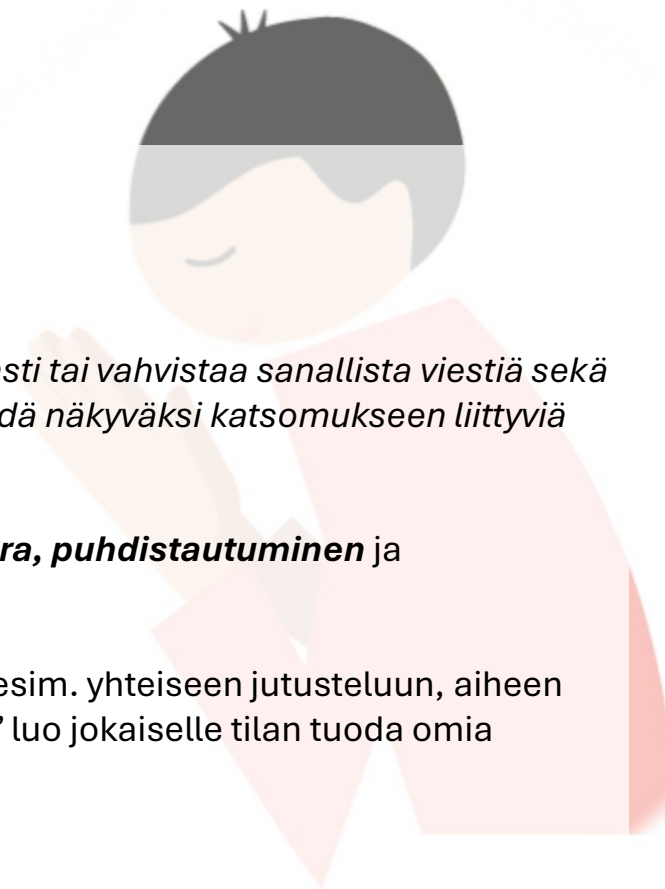 sti tai vahvistaa sanallista viestiä sekä
dä näkyväksi katsomukseen liittyviä
ra, puhdistautuminen ja
esim. yhteiseen jutusteluun, aiheen
” luo jokaiselle tilan tuoda omia